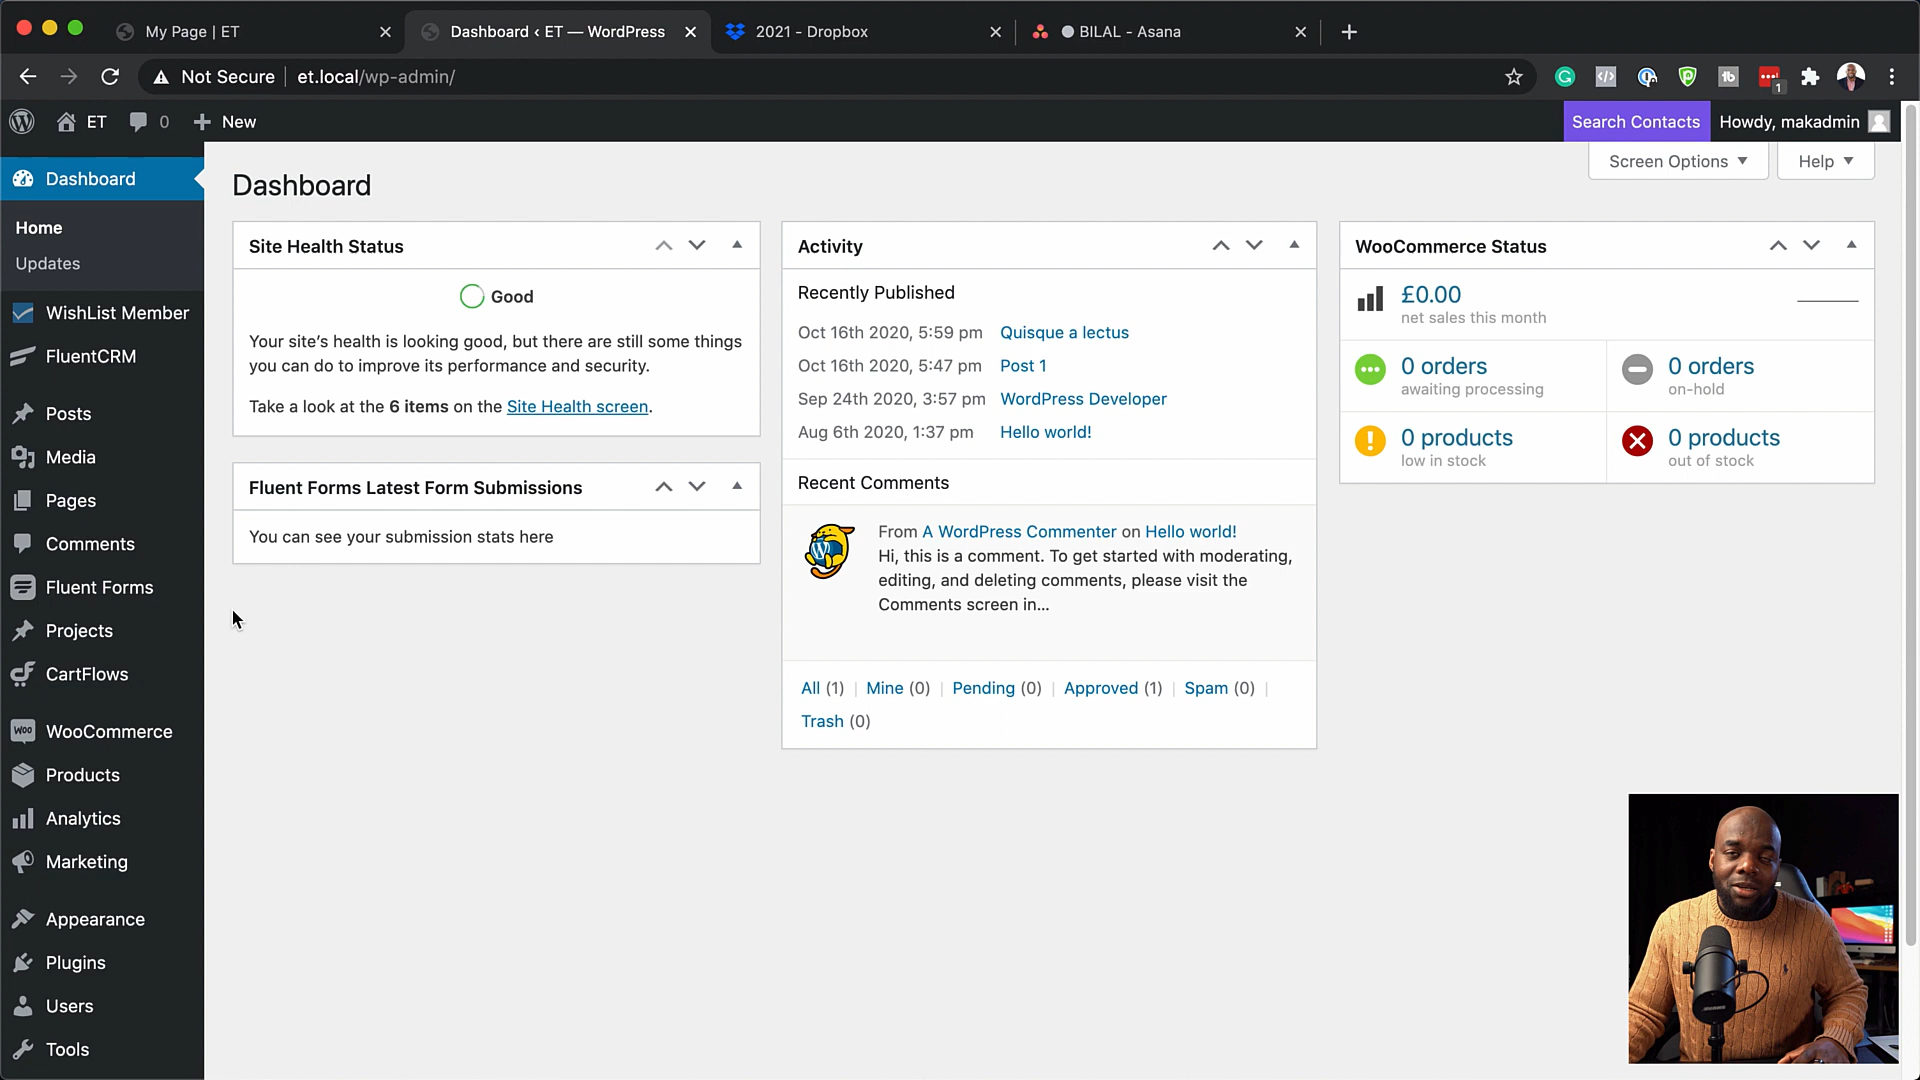 My Page | ET
Dashboard ‹ ET — WordPress
2021 - Dropbox
BILAL - Asana
Not Secure
et.local/wp-admin/
1
ET
0
New
Search Contacts
Howdy, makadmin
Dashboard
Home
Updates
WishList Member
FluentCRM
Posts
Media
Pages
Comments
Fluent Forms
Projects
CartFlows
WooCommerce
Products
Analytics
Marketing
Appearance
Plugins
Users
Tools
Screen Options
Help
Dashboard
Site Health Status
Good
Your site’s health is looking good, but there are still some things
you can do to improve its performance and security.
Take a look at the 6 items on the Site Health screen.
Fluent Forms Latest Form Submissions
You can see your submission stats here
Activity
Recently Published
Oct 16th 2020, 5:59 pm Quisque a lectus
Oct 16th 2020, 5:47 pm Post 1
Sep 24th 2020, 3:57 pm WordPress Developer
Aug 6th 2020, 1:37 pm Hello world!
Recent Comments
From A WordPress Commenter on Hello world!
Hi, this is a comment. To get started with moderating,
editing, and deleting comments, please visit the
Comments screen in...
All (1) | Mine (0) | Pending (0) | Approved (1) | Spam (0) |
Trash (0)
WooCommerce Status
£0.00
net sales this month
0 orders
awaiting processing
0 orders
on-hold
0 products
low in stock
0 products
out of stock